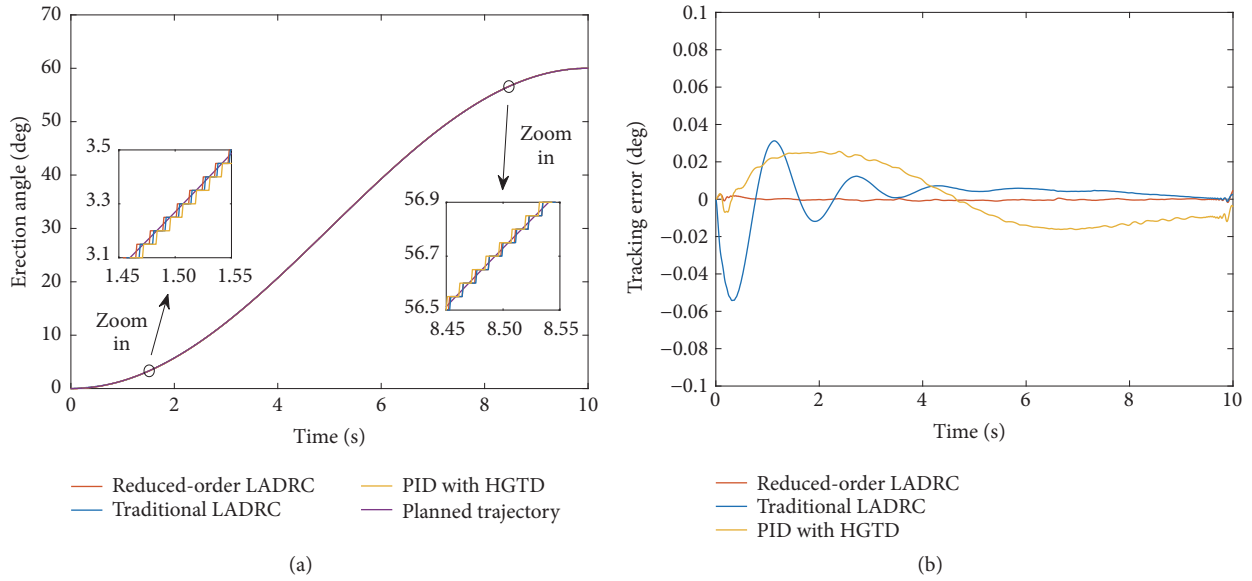 70
60
50
40
30
20
10
0
Erection angle (deg)
0
2
4
6
8
10
Time (s)
Zoom
in
3.5
3.3
3.1
1.45
1.50
1.55
Zoom
in
56.9
56.7
56.5
8.45
8.50
8.55
Reduced-order LADRC
Traditional LADRC
PID with HGTD
Planned trajectory
(a)
0.1
0.08
0.06
0.04
0.02
0
−0.02
−0.04
−0.06
−0.08
−0.1
Tracking error (deg)
0
2
4
6
8
10
Time (s)
Reduced-order LADRC
Traditional LADRC
PID with HGTD
(b)